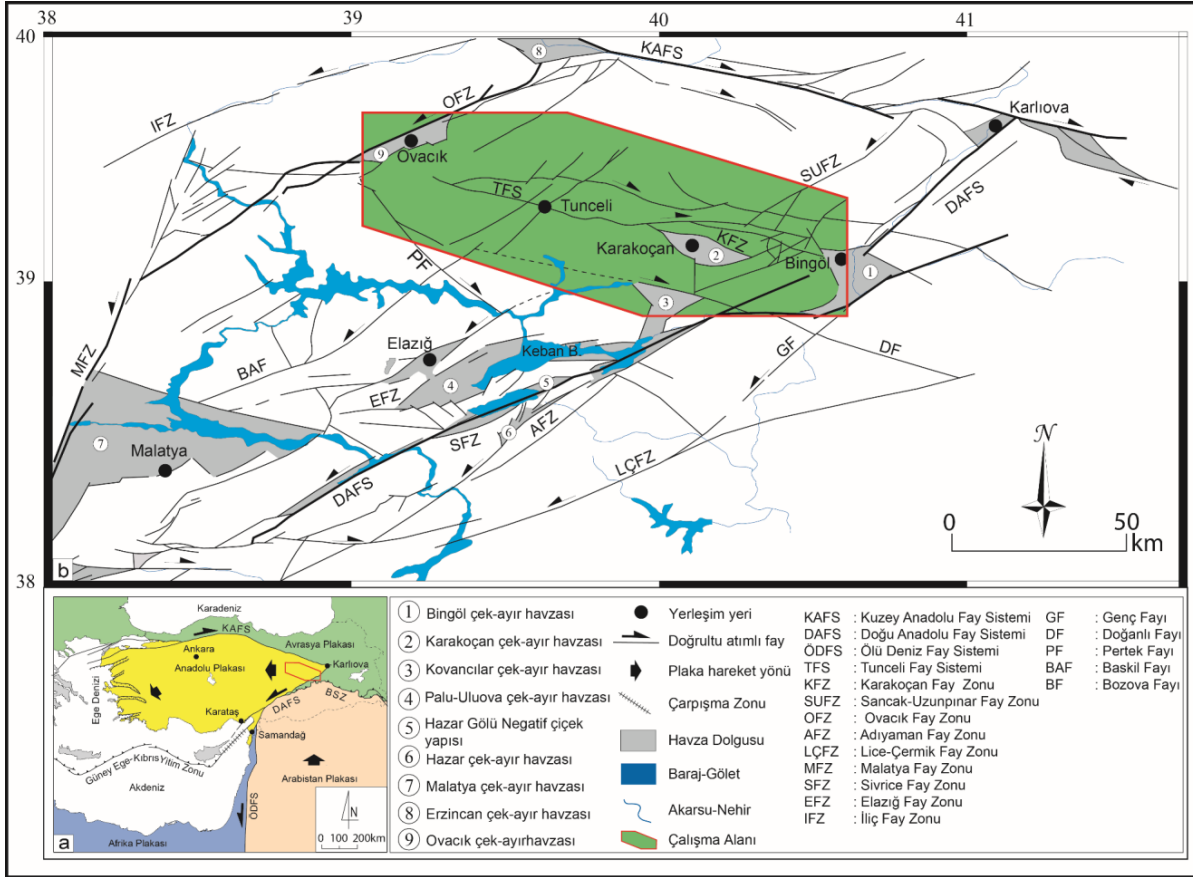 38
39
40
41
40
8
KAFS
OFZ
IFZ
Karlıova
Ovacık
9
SUFZ
TFS
Tunceli
DAFS
KFZ
Karakoçan
2
Bingöl
1
39
PF
3
Elazığ
Keban B.
GF
DF
MFZ
BAF
4
5
EFZ
AFZ
6
SFZ
7
Malatya
LÇFZ
DAFS
N
0 50
km
b
38
Karadeniz
KAFS
Avrasya Plakası
Ankara
Anadolu Plakası
Karlıova
Ege Denizi
BSZ
DAFS
Karataş
Samandağ
Güney Ege-Kıbrıs Yitim Zonu
Arabistan Plakası
Akdeniz
ÖDFS
N
0 100 200km
a
Afrika Plakası
1 Bingöl çek-ayır havzası
2 Karakoçan çek-ayır havzası
3 Kovancılar çek-ayır havzası
4 Palu-Uluova çek-ayır havzası
5 Hazar Gölü Negatif çiçek
yapısı
6 Hazar çek-ayır havzası
7 Malatya çek-ayır havzası
8 Erzincan çek-ayır havzası
9 Ovacık çek-ayırhavzası
Yerleşim yeri
Doğrultu atımlı fay
Plaka hareket yönü
Çarpışma Zonu
Havza Dolgusu
Baraj-Gölet
Akarsu-Nehir
Çalışma Alanı
KAFS : Kuzey Anadolu Fay Sistemi
DAFS : Doğu Anadolu Fay Sistemi
ÖDFS : Ölü Deniz Fay Sistemi
TFS : Tunceli Fay Sistemi
KFZ : Karakoçan Fay Zonu
SUFZ : Sancak-Uzunpınar Fay Zonu
OFZ : Ovacık Fay Zonu
AFZ : Adıyaman Fay Zonu
LÇFZ : Lice-Çermik Fay Zonu
MFZ : Malatya Fay Zonu
SFZ : Sivrice Fay Zonu
EFZ : Elazığ Fay Zonu
IFZ : İliç Fay Zonu
GF : Genç Fayı
DF : Doğanlı Fayı
PF : Pertek Fayı
BAF : Baskil Fayı
BF : Bozova Fayı